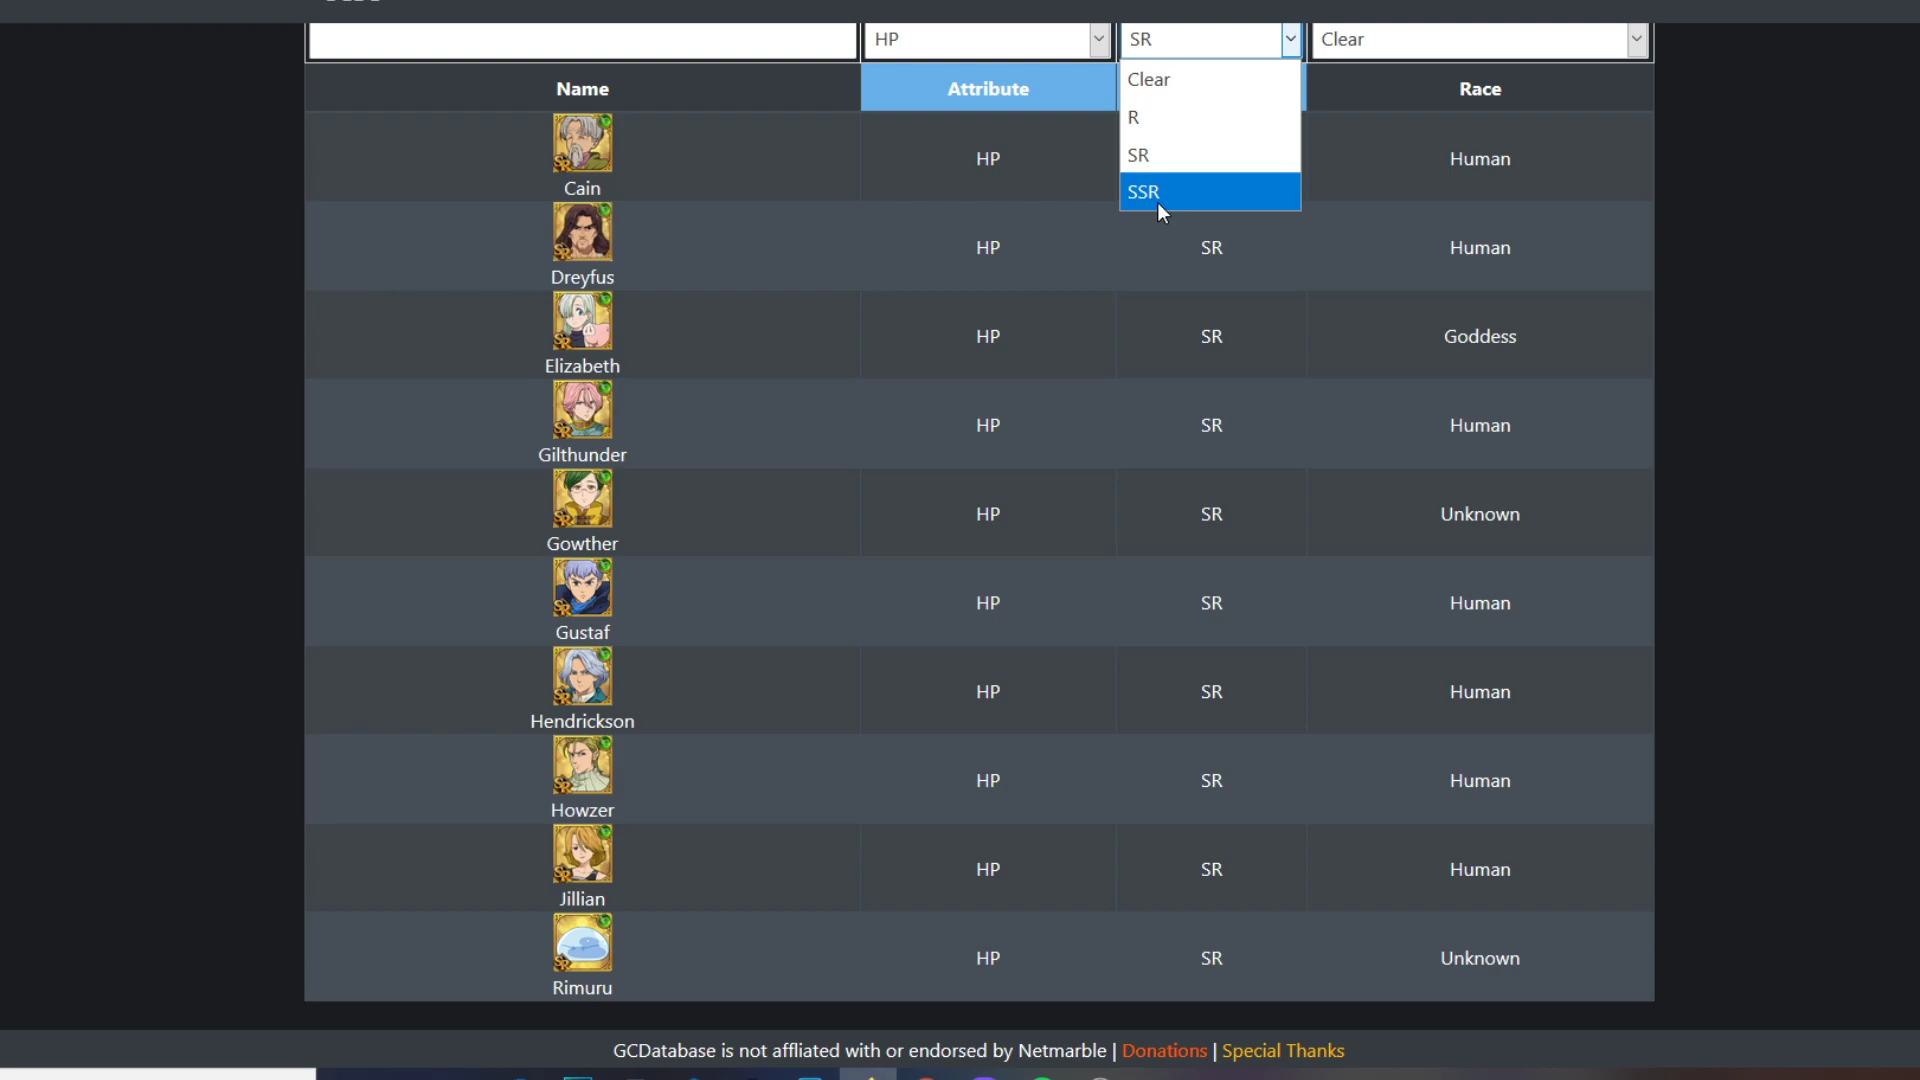 HP SR Clear
Clear
R
SR
SSR
Name Attribute Race
Cain HP Human
Dreyfus HP SR Human
Elizabeth HP SR Goddess
Gilthunder HP SR Human
Gowther HP SR Unknown
Gustaf HP SR Human
Hendrickson HP SR Human
Howzer HP SR Human
Jillian HP SR Human
Rimuru HP SR Unknown
GCDatabase is not affliated with or endorsed by Netmarble | Donations | Special Thanks